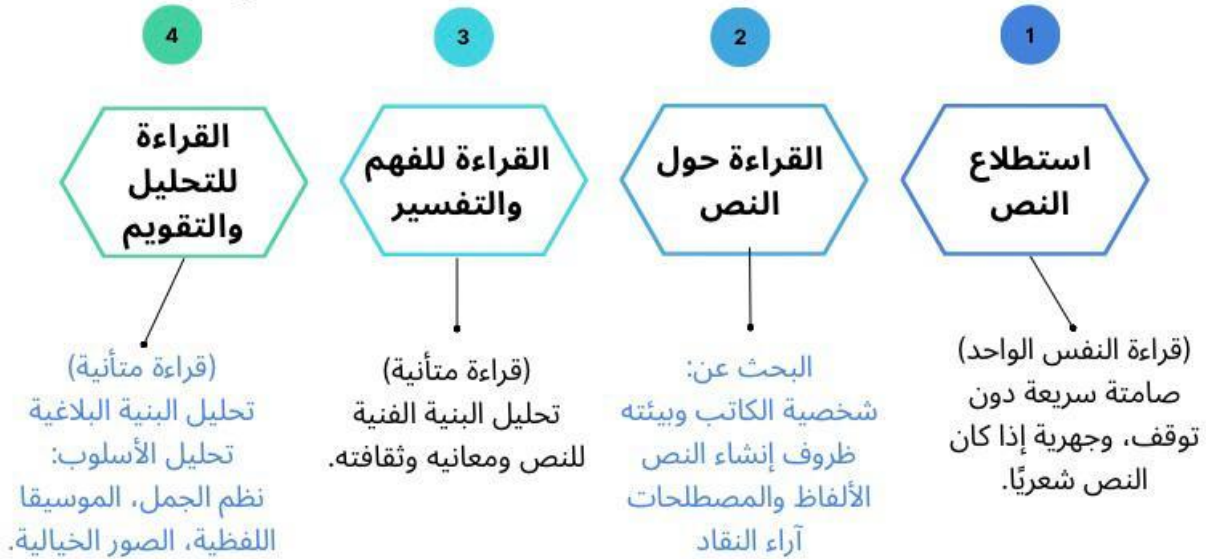 1
استطلاع
النص
(قراءة النفس الواحد)
صامتة سريعة دون
توقف، وجهرية إذا كان
النص شعريًا.
2
القراءة حول
النص
البحث عن:
شخصية الكاتب وبيئته
ظروف إنشاء النص
الألفاظ والمصطلحات
آراء النقاد
3
القراءة للفهم
والتفسير
(قراءة متأنية)
تحليل البنية الفنية
للنص ومعانيه وثقافته.
4
القراءة
للتحليل
والتقويم
(قراءة متأنية)
تحليل البنية البلاغية
تحليل الأسلوب:
نظم الجمل، الموسيقا
اللفظية، الصور الخيالية.